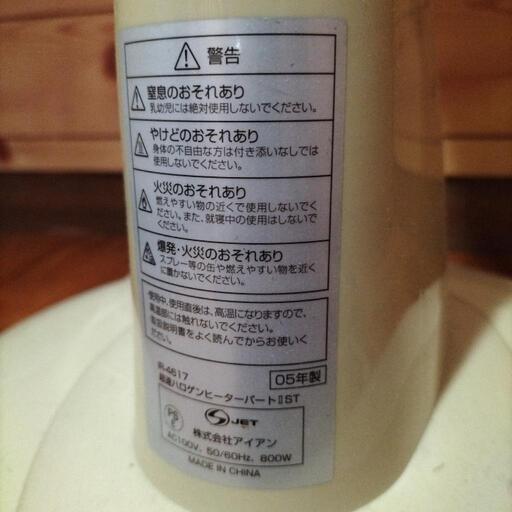 警告
窒息のおそれあり
乳幼児には絶対使用しないでください。
やけどのおそれあり
身体の不自由な方は付き添いなしでは
使用しないでください。
火災のおそれあり
燃えやすい物の近くで使用しないでく
ださい。また、就寝中の使用はしないで
ください。
爆発・火災のおそれあり
スプレー等の缶や燃えやすい物を近く
に置かないでください。
使用中、使用直後は、高温になりますので、
高温部には触れないでください。
取扱説明書をよく読んでからお使いく
ださい。
IR-4617
05年製
超速ハロゲンヒーターパートⅡST
PS
E
JET
株式会社アイアン
AC100V、50/60Hz、800W
MADE IN CHINA